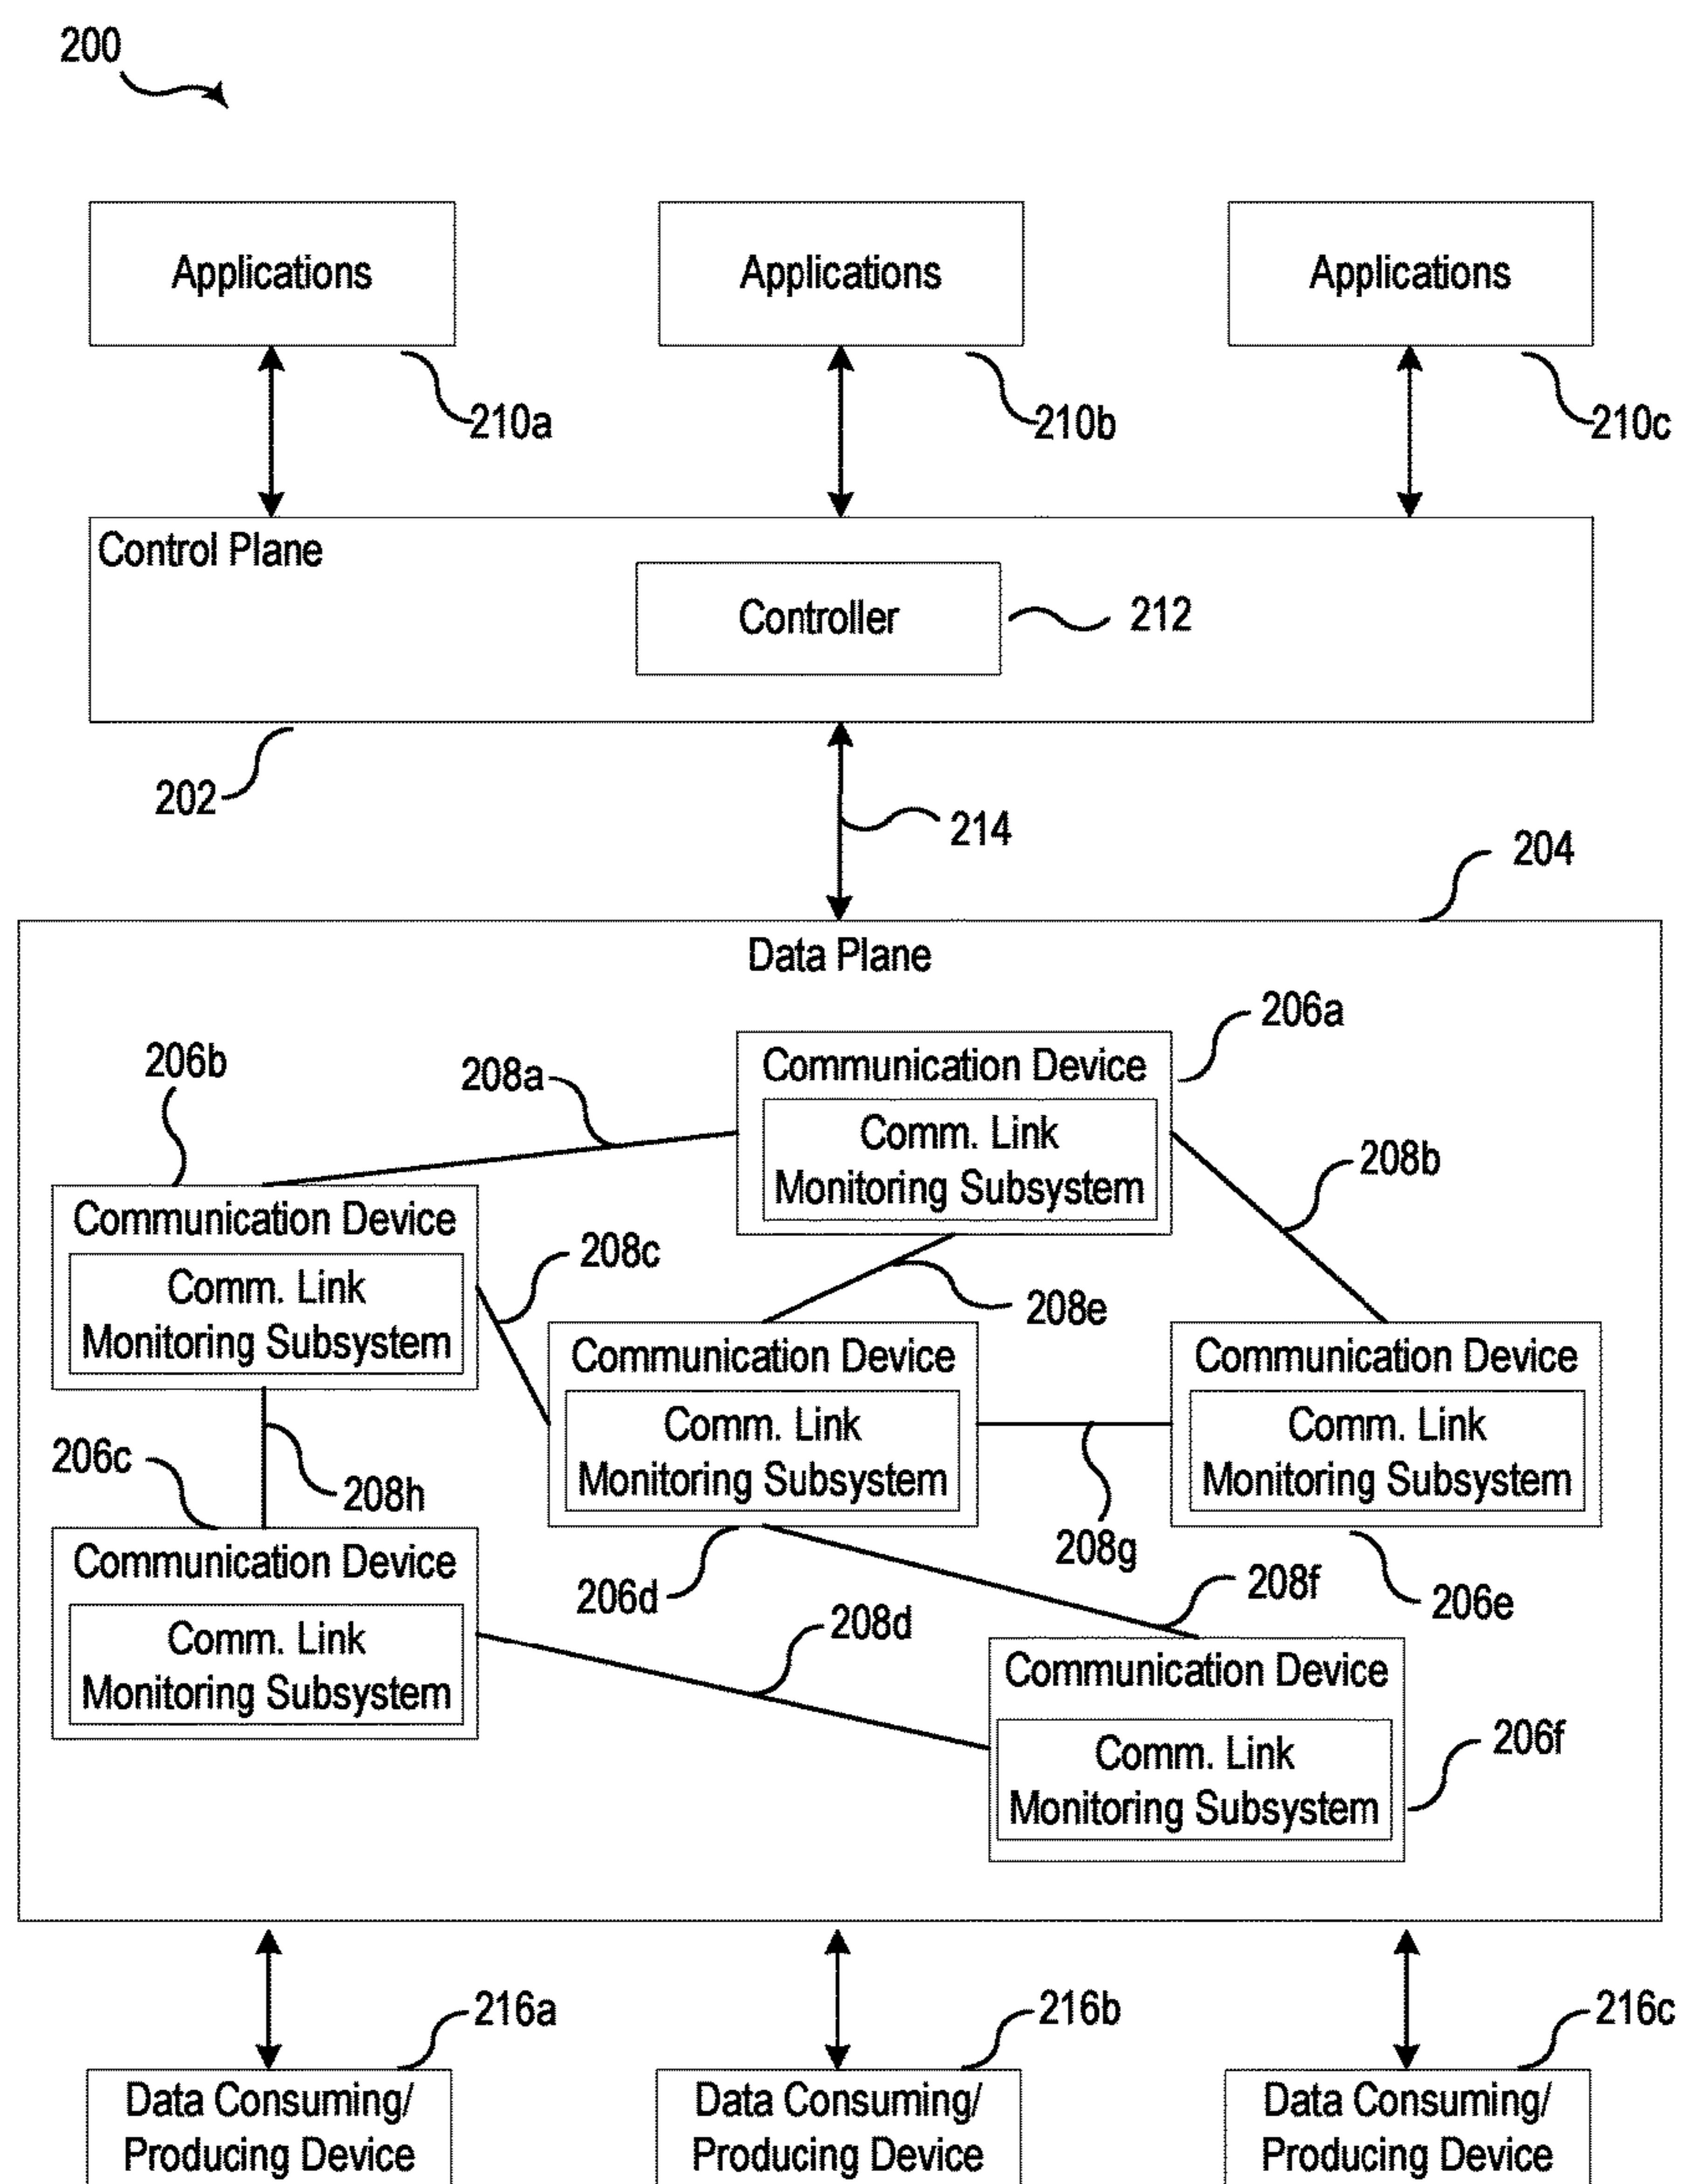 200
Applications
Applications
Applications
210a
210b
210c
Control Plane
Controller
212
202
214
204
Data Plane
206a
206b
208a
Communication Device
Comm. Link
Monitoring Subsystem
208b
Communication Device
Comm. Link
Monitoring Subsystem
208c
208e
Communication Device
Comm. Link
Monitoring Subsystem
Communication Device
Comm. Link
Monitoring Subsystem
206c
208h
208g
Communication Device
Comm. Link
Monitoring Subsystem
206d
208f
206e
208d
Communication Device
Comm. Link
Monitoring Subsystem
206f
216a
216b
216c
Data Consuming/
Producing Device
Data Consuming/
Producing Device
Data Consuming/
Producing Device